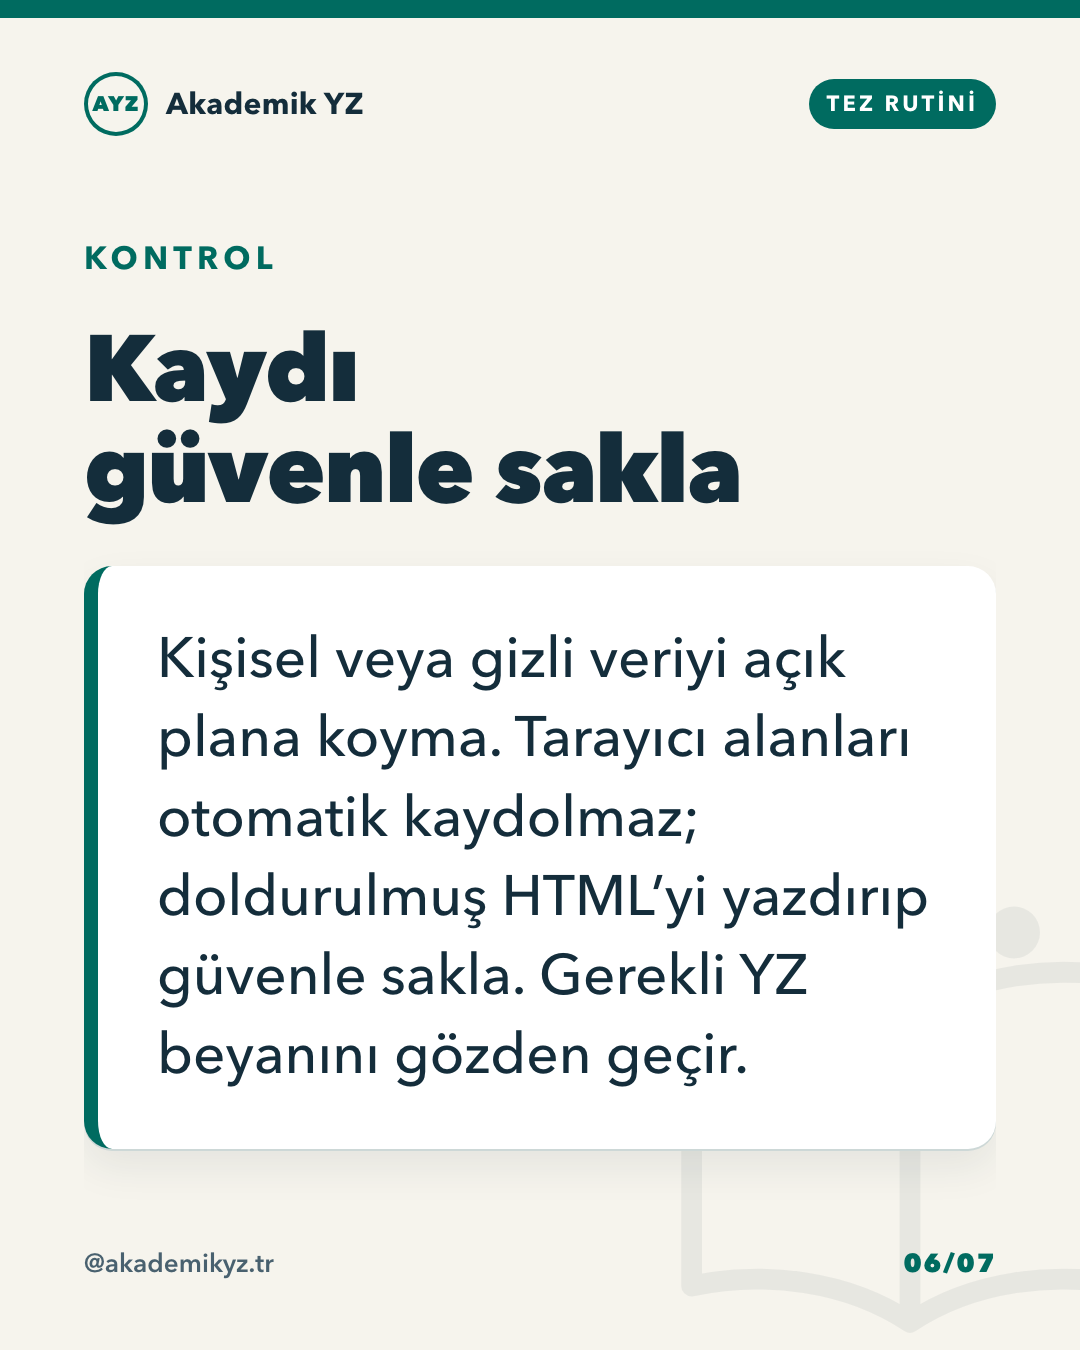 AYZ
Akademik YZ
TEZ RUTİNİ
KONTROL
Kaydı
güvenle sakla
Kişisel veya gizli veriyi açık
plana koyma. Tarayıcı alanları
otomatik kaydolmaz;
doldurulmuş HTML’yi yazdırıp
güvenle sakla. Gerekli YZ
beyanını gözden geçir.
@akademikyz.tr
06/07